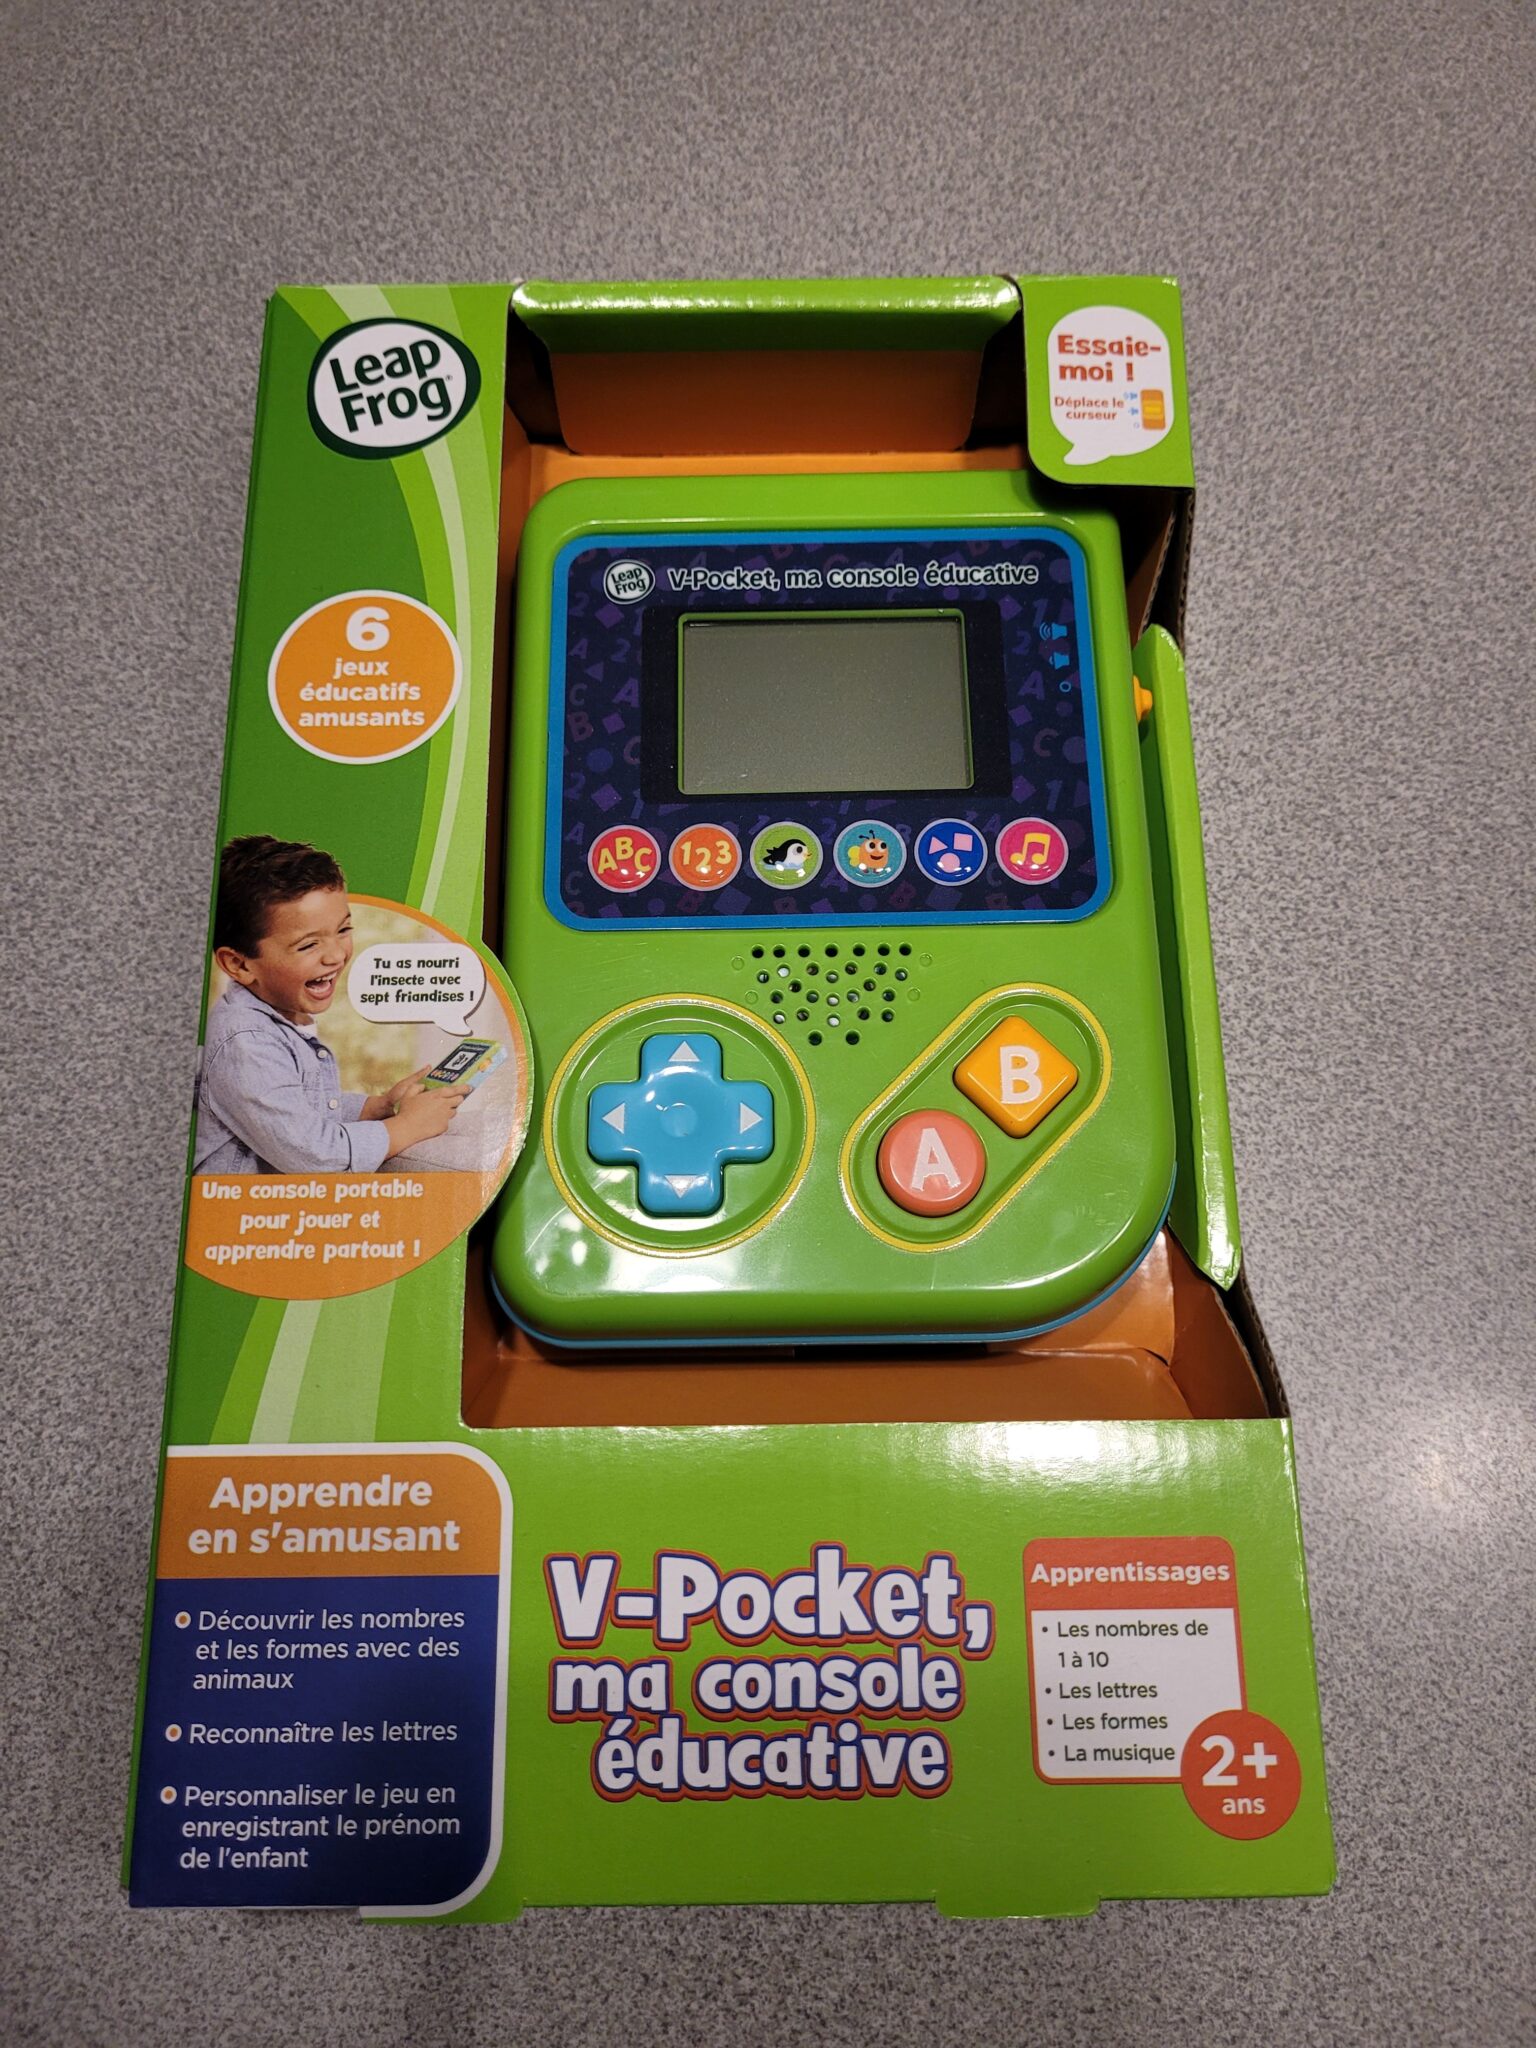 Leap
Frog
Essaie-
moi !
Déplace le
curseur
6
jeux
éducatifs
amusants
Leap
Frog
V-Pocket, ma console éducative
ABC
123
Tu as nourri
l'insecte avec
sept friandises !
B
A
Une console portable
pour jouer et
apprendre partout !
Apprendre
en s'amusant
Découvrir les nombres
et les formes avec des
animaux
Reconnaître les lettres
Personnaliser le jeu en
enregistrant le prénom
de l'enfant
V-Pocket,
ma console
éducative
Apprentissages
• Les nombres de
1 à 10
• Les lettres
• Les formes
• La musique
2+
ans